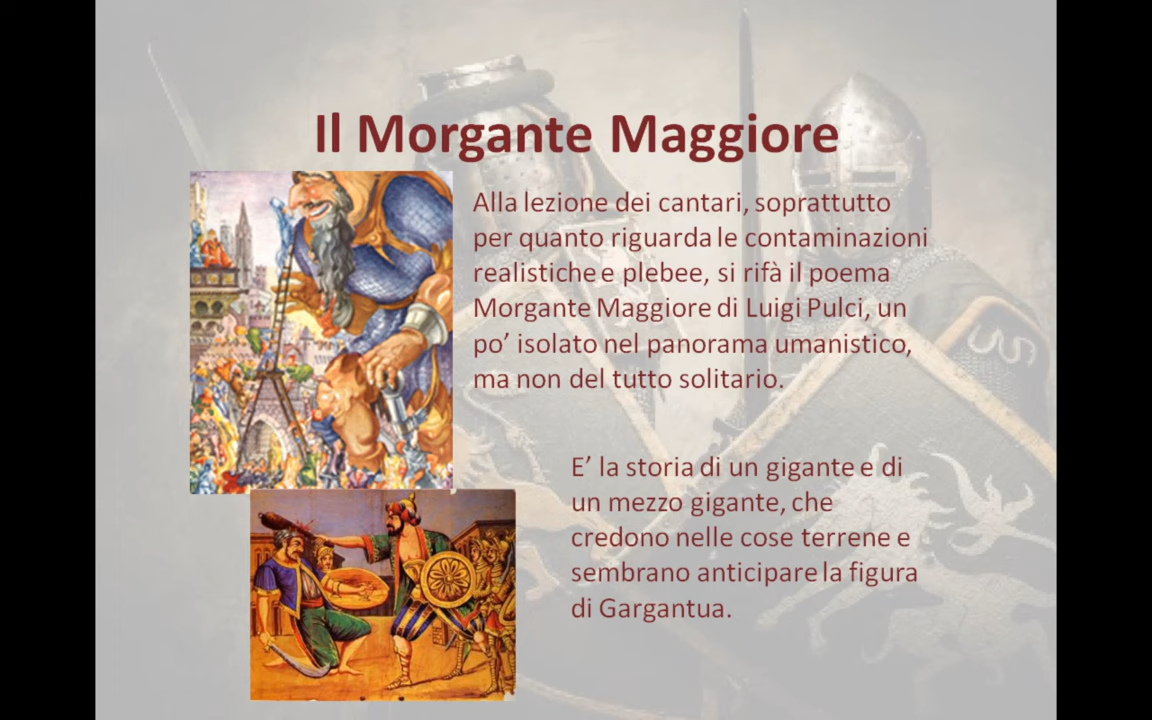 Il Morgante Maggiore
Alla lezione dei cantari, soprattutto
per quanto riguarda le contaminazioni
realistiche e plebee, si rifà il poema
Morgante Maggiore di Luigi Pulci, un
po’ isolato nel panorama umanistico,
ma non del tutto solitario.
E’ la storia di un gigante e di
un mezzo gigante, che
credono nelle cose terrene e
sembrano anticipare la figura
di Gargantua.